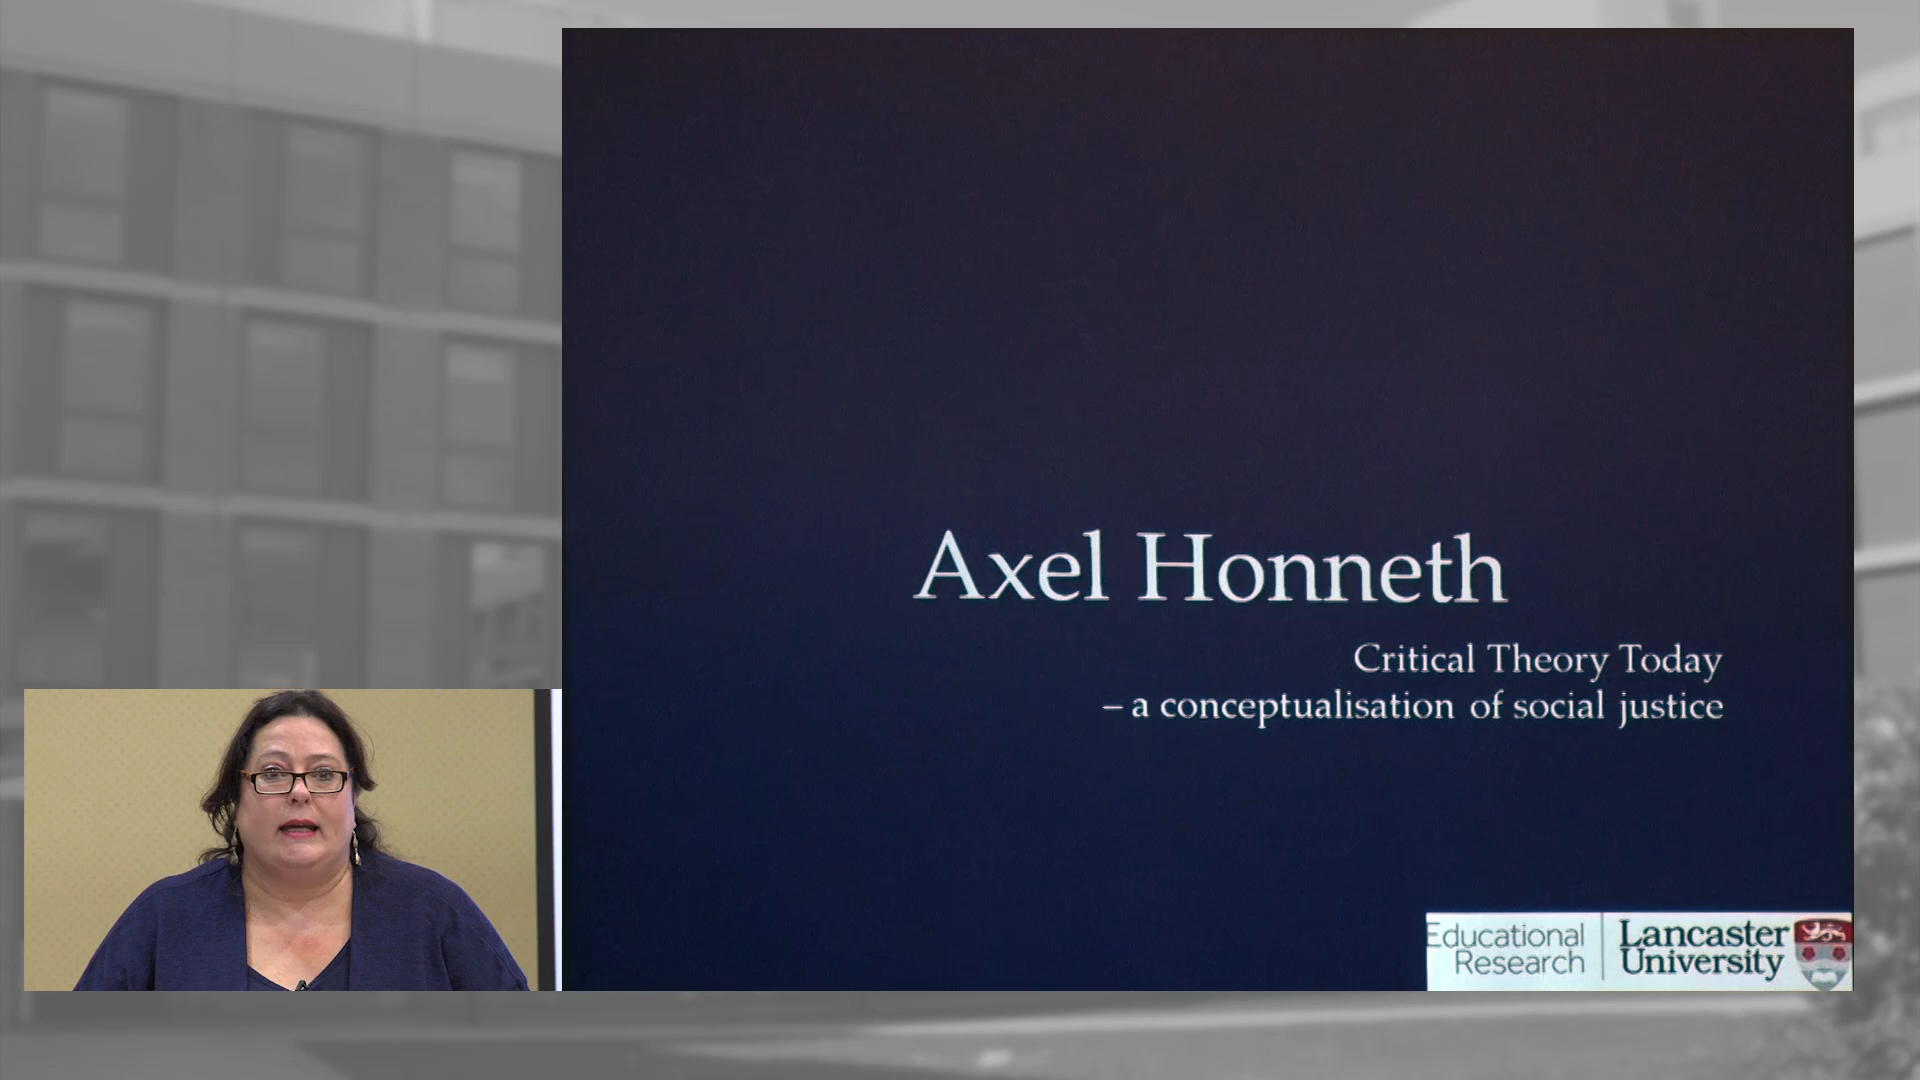 Axel Honneth
Critical Theory Today
– a conceptualisation of social justice
Educational
Research
Lancaster
University